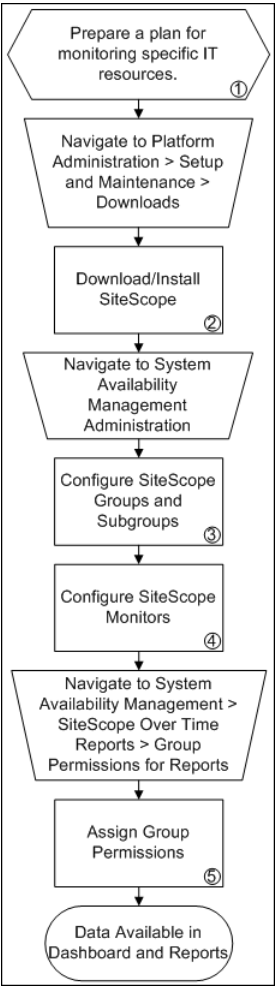 Prepare a plan for
monitoring specific IT
resources.
①
Navigate to Platform
Administration > Setup
and Maintenance >
Downloads
Download/Install
SiteScope
②
Navigate to System
Availability
Management
Administration
Configure SiteScope
Groups and
Subgroups
③
Configure SiteScope
Monitors
④
Navigate to System
Availability Management >
SiteScope Over Time
Reports > Group
Permissions for Reports
Assign Group
Permissions
⑤
Data Available in
Dashboard and Reports